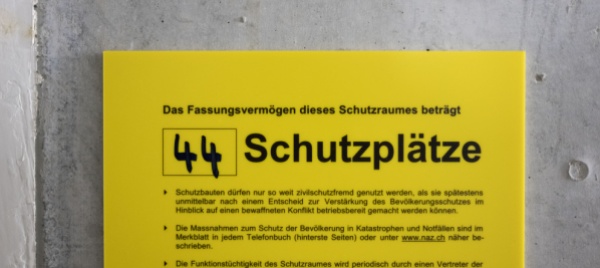 Das Fassungsvermögen dieses Schutzraumes beträgt
44 Schutzplätze
Schutzbauten dürfen nur so weit zivilschutzfremd genutzt werden, als sie spätestens
unmittelbar nach einem Entscheid zur Verstärkung des Bevölkerungsschutzes im
Hinblick auf einen bewaffneten Konflikt betriebsbereit gemacht werden können.
Die Massnahmen zum Schutz der Bevölkerung in Katastrophen und Notfällen sind im
Merkblatt in jedem Telefonbuch (hinterste Seiten) oder unter www.naz.ch näher be-
schrieben.
Die Funktionstüchtigkeit des Schutzraumes wird periodisch durch einen Vertreter der